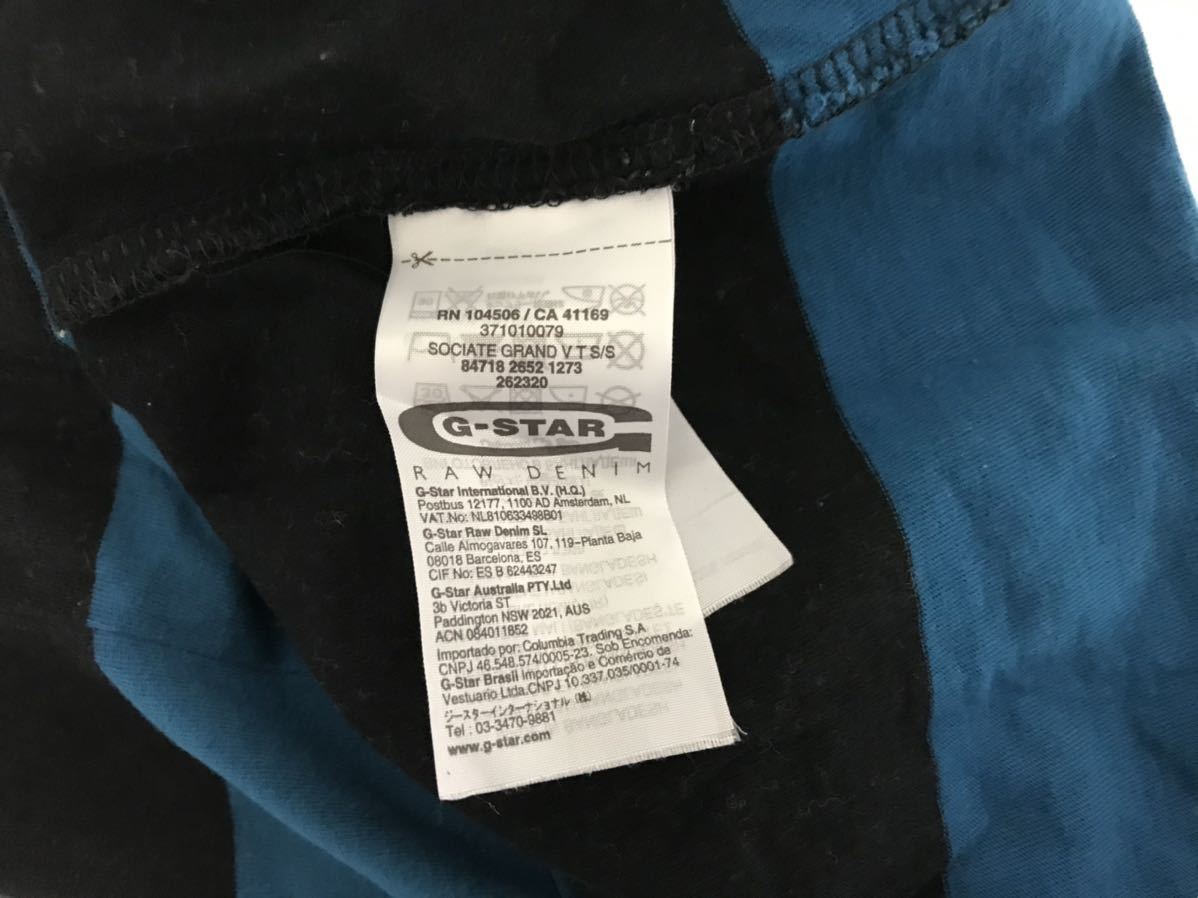 RN 104506 / CA 41169
371010079
SOCIATE GRAND V T S/S
84718 2652 1273
262320
G-STAR
RAW DENIM
G-Star International B.V. (H.Q.)
Postbus 12177, 1100 AD Amsterdam, NL
VAT.No: NL810633498B01
G-Star Raw Denim SL
Calle Almogavares 107, 119-Planta Baja
08018 Barcelona, ES
CIF No: ES B 62443247
G-Star Australia PTY.Ltd
3b Victoria ST
Paddington NSW 2021, AUS
ACN 084011852
Importado por: Columbia Trading S.A
CNPJ 46.548.574/0005-23. Sob Encomenda:
G-Star Brasil Importação e Comércio de
Vestuario Ltda.CNPJ 10.337.035/0001-74
ジースターインターナショナル (株)
Tel : 03-3470-9881
www.g-star.com